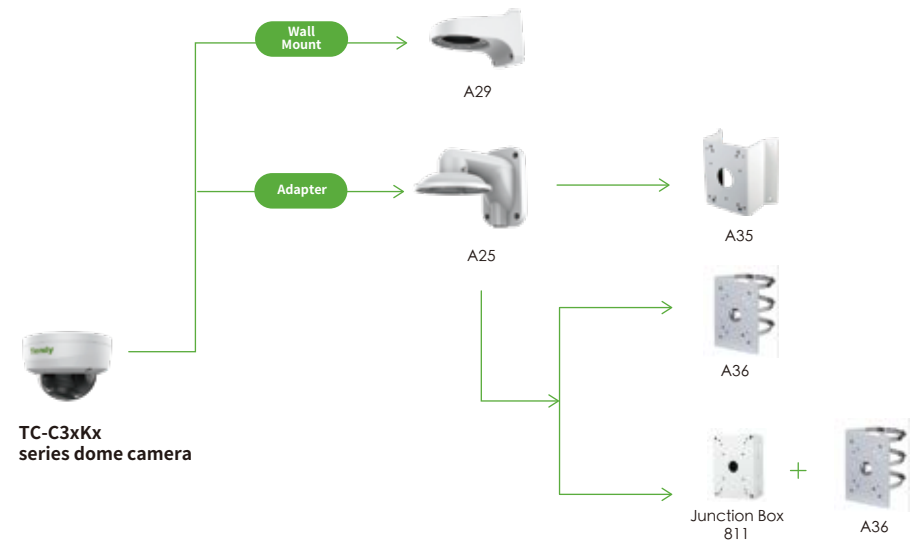 Wall
Mount
A29
Adapter
A25
A35
A36
TC-C3xKx
series dome camera
Junction Box
811
A36